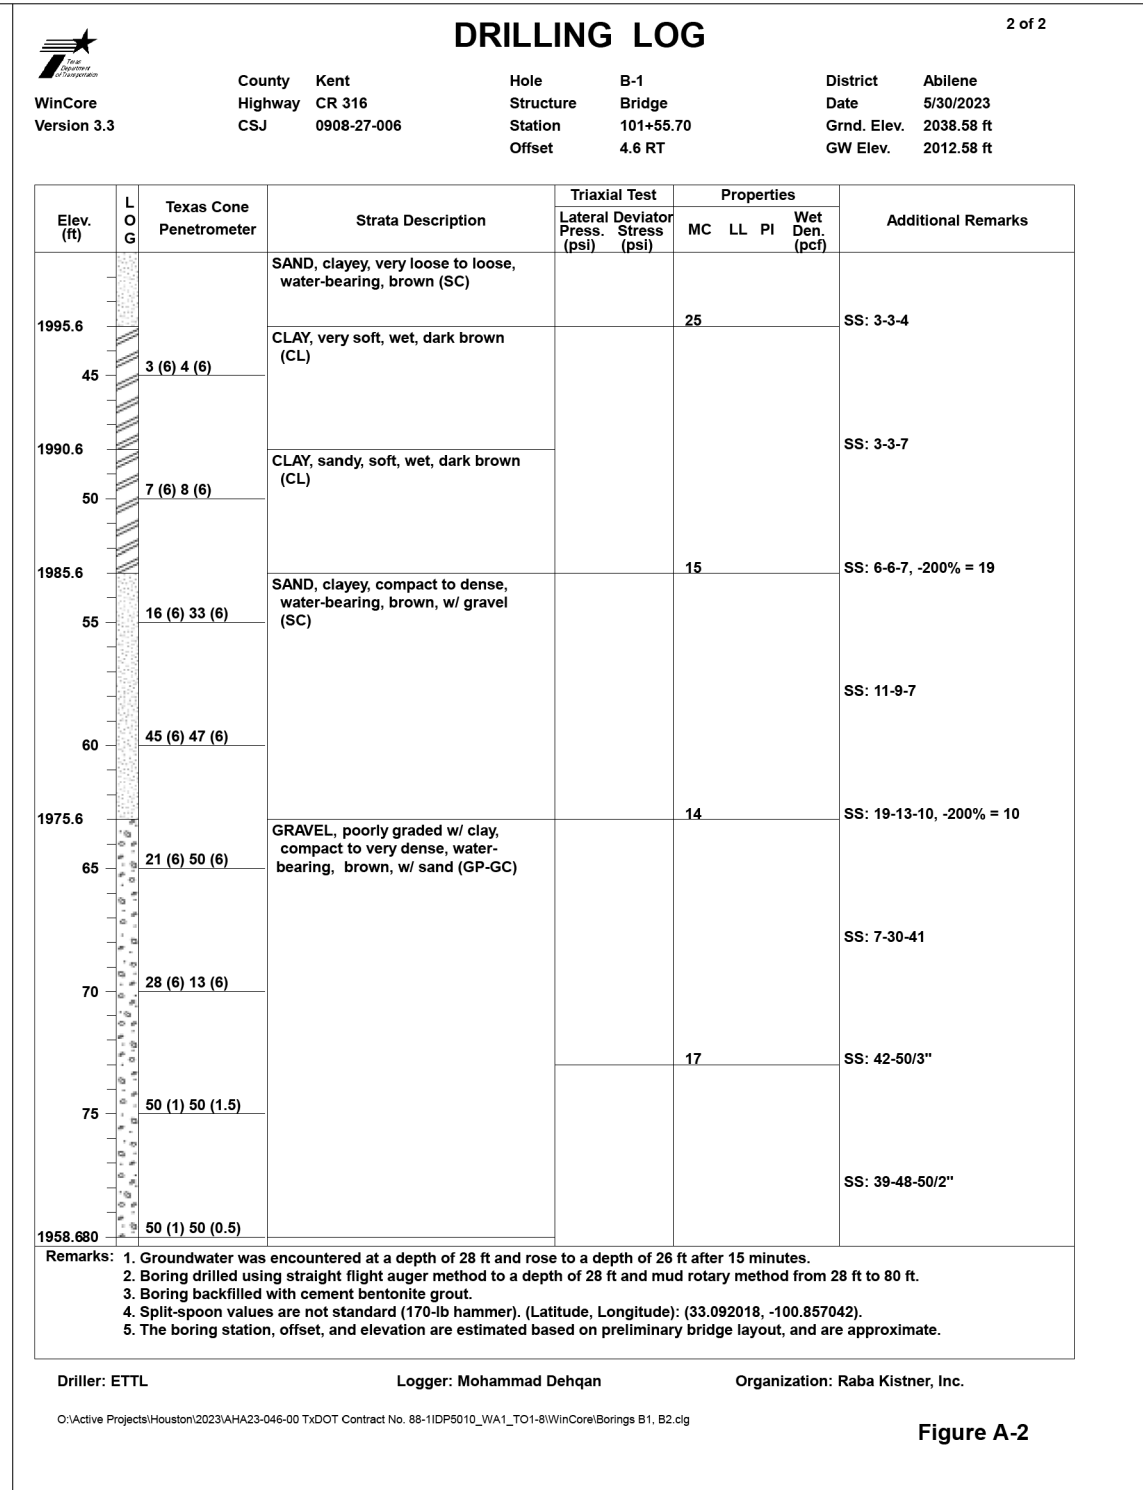 DRILLING LOG
2 of 2
Texas
Department
of Transportation
WinCore
Version 3.3
County Kent
Highway CR 316
CSJ 0908-27-006
Hole B-1
Structure Bridge
Station 101+55.70
Offset 4.6 RT
District Abilene
Date 5/30/2023
Grnd. Elev. 2038.58 ft
GW Elev. 2012.58 ft
Elev. (ft)
LOG
Texas Cone Penetrometer
Strata Description
Triaxial Test
Lateral Press. (psi)
Deviator Stress (psi)
Properties
MC LL PI Wet Den. (pcf)
Additional Remarks
SAND, clayey, very loose to loose,
water-bearing, brown (SC)
1995.6 25 SS: 3-3-4
CLAY, very soft, wet, dark brown
(CL)
45 3 (6) 4 (6)
1990.6 SS: 3-3-7
CLAY, sandy, soft, wet, dark brown
(CL)
50 7 (6) 8 (6)
1985.6 15 SS: 6-6-7, -200% = 19
SAND, clayey, compact to dense,
water-bearing, brown, w/ gravel
(SC)
55 16 (6) 33 (6)
SS: 11-9-7
60 45 (6) 47 (6)
1975.6 14 SS: 19-13-10, -200% = 10
GRAVEL, poorly graded w/ clay,
compact to very dense, water-
bearing, brown, w/ sand (GP-GC)
65 21 (6) 50 (6)
SS: 7-30-41
70 28 (6) 13 (6)
17 SS: 42-50/3"
75 50 (1) 50 (1.5)
SS: 39-48-50/2"
1958.680 50 (1) 50 (0.5)
Remarks: 1. Groundwater was encountered at a depth of 28 ft and rose to a depth of 26 ft after 15 minutes.
2. Boring drilled using straight flight auger method to a depth of 28 ft and mud rotary method from 28 ft to 80 ft.
3. Boring backfilled with cement bentonite grout.
4. Split-spoon values are not standard (170-lb hammer). (Latitude, Longitude): (33.092018, -100.857042).
5. The boring station, offset, and elevation are estimated based on preliminary bridge layout, and are approximate.
Driller: ETTL Logger: Mohammad Dehqan Organization: Raba Kistner, Inc.
O:\Active Projects\Houston\2023\AHA23-046-00 TxDOT Contract No. 88-1IDP5010_WA1_TO1-8\WinCore\Borings B1, B2.clg
Figure A-2